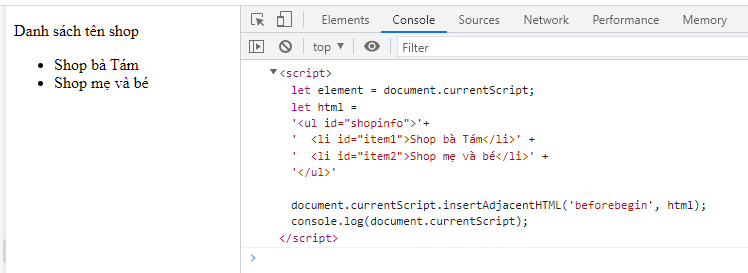 Danh sách tên shop
Shop bà Tám
Shop mẹ và bé
Elements Console Sources Network Performance Memory
top Filter
<script>
let element = document.currentScript;
let html =
'<ul id="shopinfo">'+
'  <li id="item1">Shop bà Tám</li>' +
'  <li id="item2">Shop mẹ và bé</li>' +
'</ul>'
document.currentScript.insertAdjacentHTML('beforebegin', html);
console.log(document.currentScript);
</script>